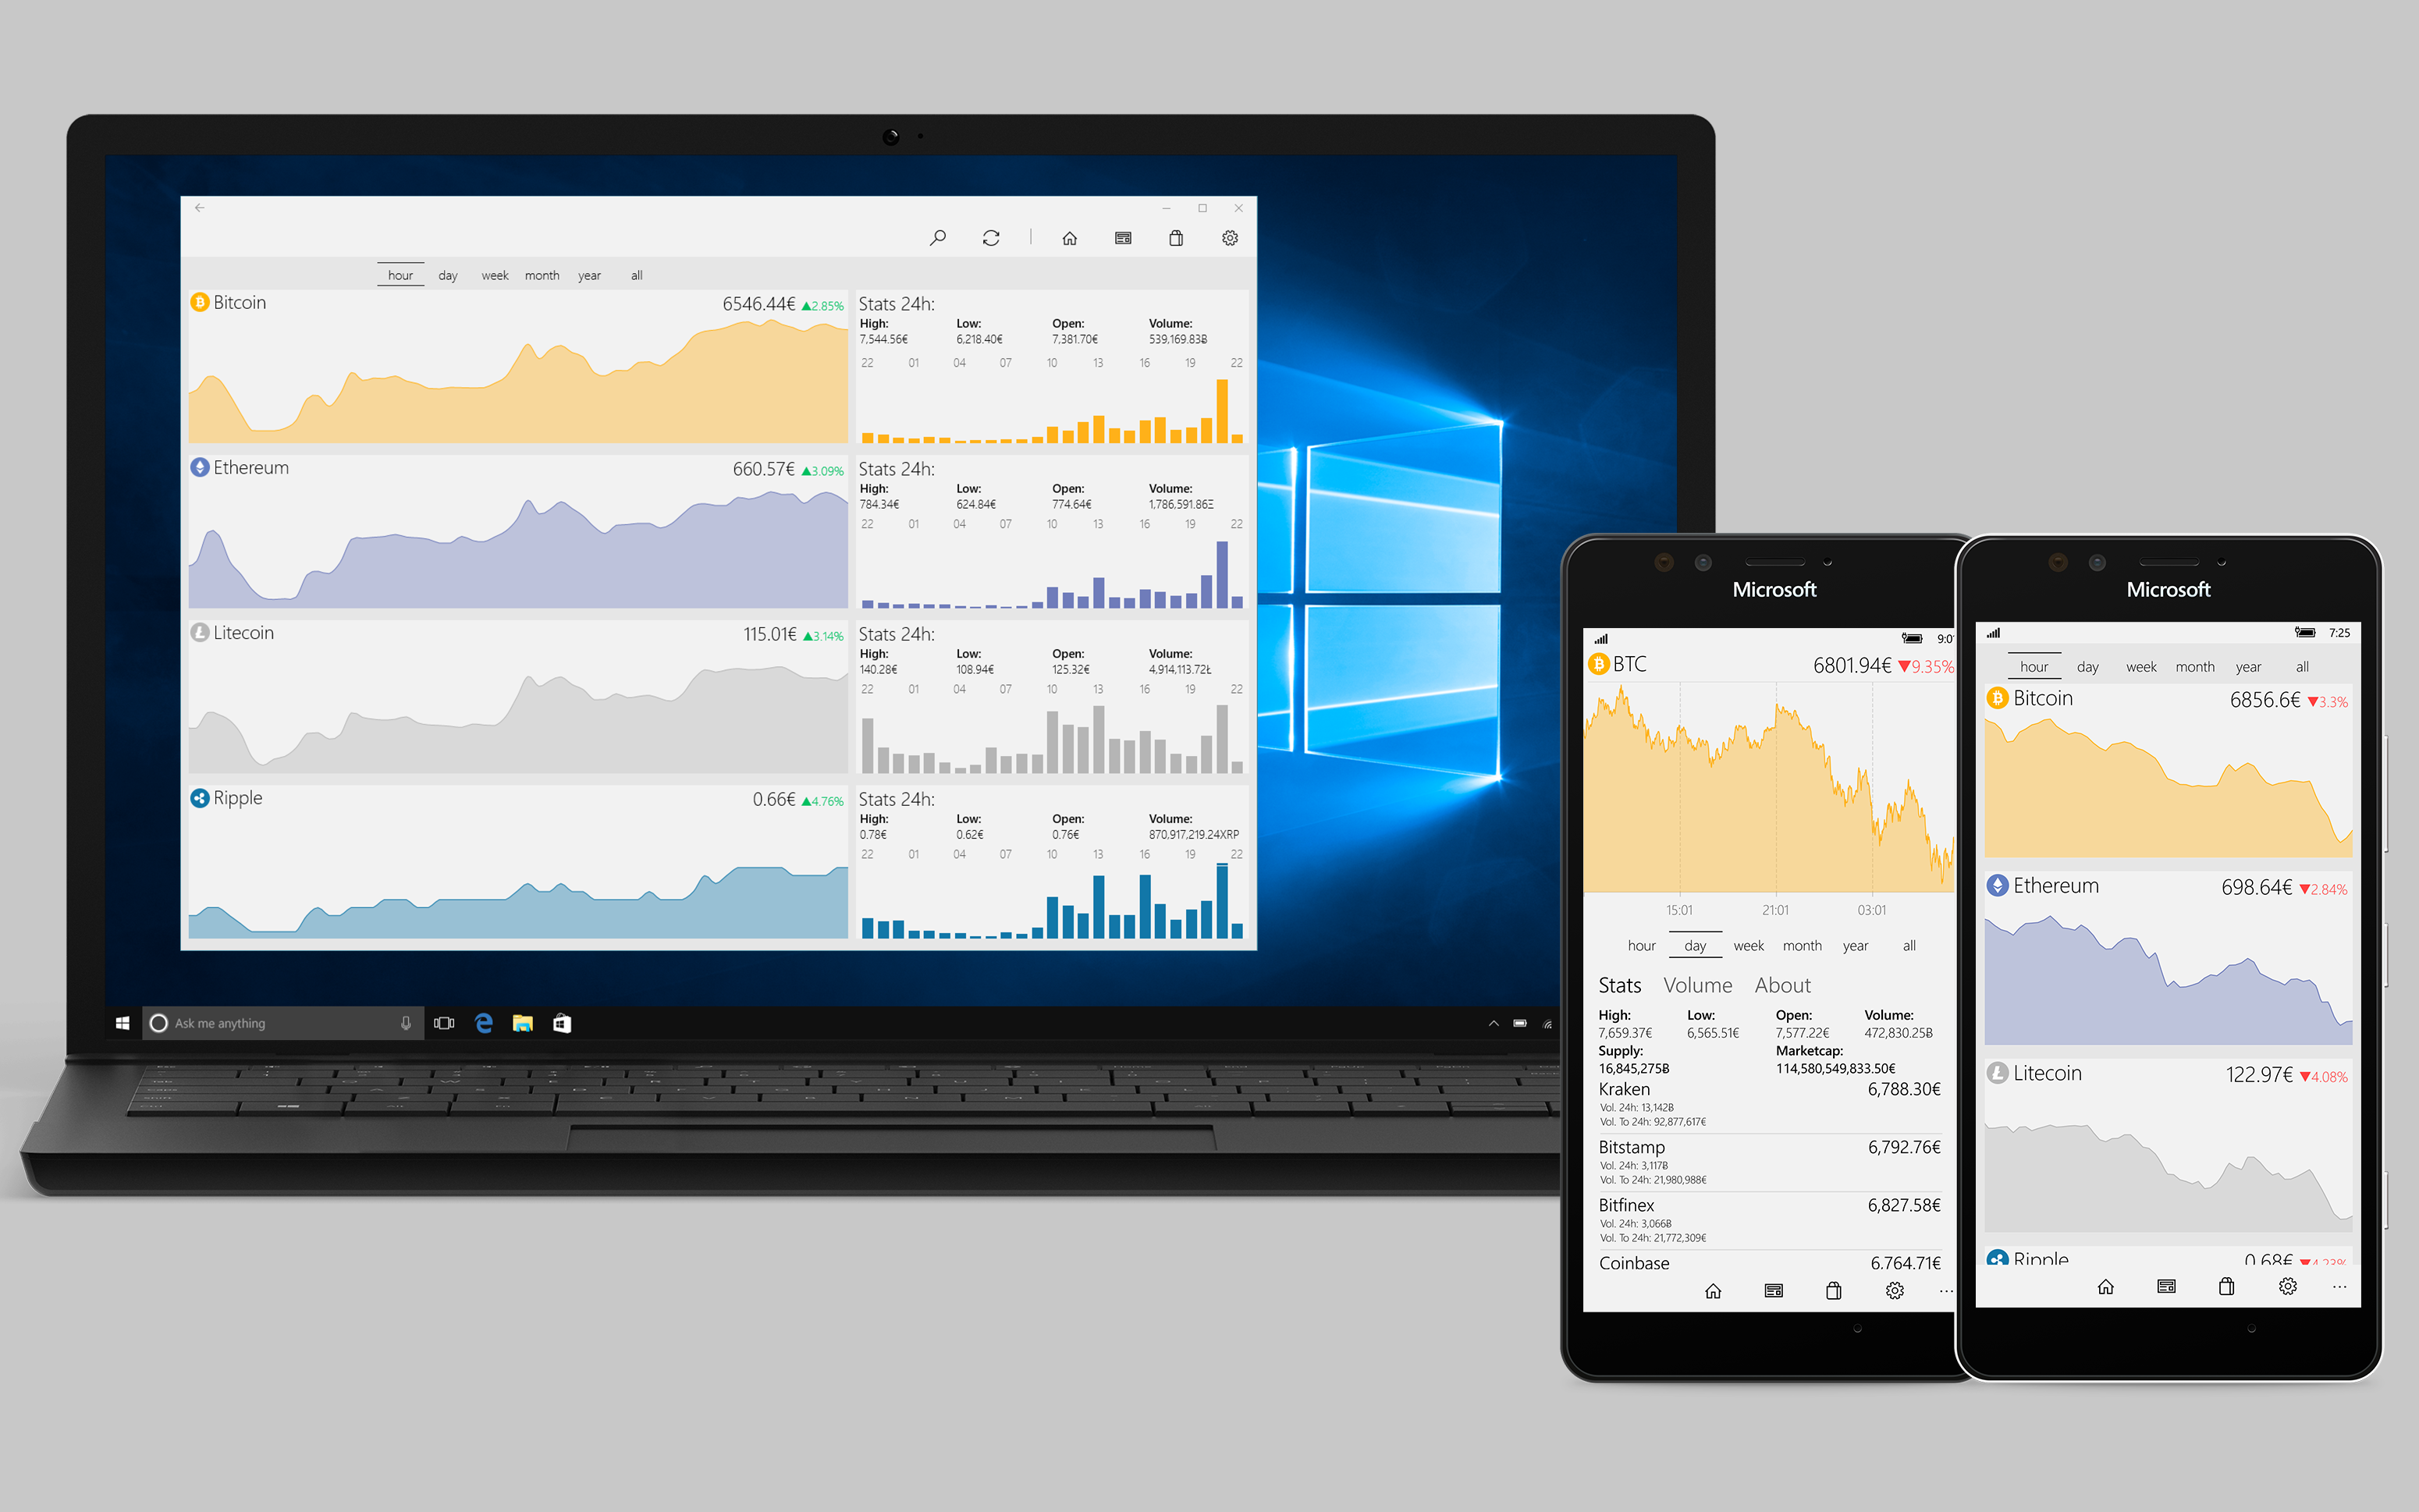 hour day week month year all
Bitcoin 6546.44€ ▲2.85%
Stats 24h:
High: Low: Open: Volume:
7,544.56€ 6,218.40€ 7,381.70€ 539,169.83Ƀ
22 01 04 07 10 13 16 19 22
Ethereum 660.57€ ▲3.09%
Stats 24h:
High: Low: Open: Volume:
784.34€ 624.84€ 774.64€ 1,786,591.86Ξ
22 01 04 07 10 13 16 19 22
Litecoin 115.01€ ▲3.14%
Stats 24h:
High: Low: Open: Volume:
140.28€ 108.94€ 125.32€ 4,914,113.72Ł
22 01 04 07 10 13 16 19 22
Ripple 0.66€ ▲4.76%
Stats 24h:
High: Low: Open: Volume:
0.78€ 0.62€ 0.76€ 870,917,219.24XRP
22 01 04 07 10 13 16 19 22
Ask me anything
Microsoft
BTC 6801.94€ ▼9.35%
15:01 21:01 03:01
hour day week month year all
Stats Volume About
High: Low: Open: Volume:
7,659.37€ 6,565.51€ 7,577.22€ 472,830.25Ƀ
Supply: Marketcap:
16,845,275Ƀ 114,580,549,833.50€
Kraken 6,788.30€
Vol. 24h: 13,142Ƀ
Vol. To 24h: 92,877,617€
Bitstamp 6,792.76€
Vol. 24h: 3,117Ƀ
Vol. To 24h: 21,980,988€
Bitfinex 6,827.58€
Vol. 24h: 3,066Ƀ
Vol. To 24h: 21,772,309€
Coinbase 6.764.71€
Microsoft
7:25
hour day week month year all
Bitcoin 6856.6€ ▼3.3%
Ethereum 698.64€ ▼2.84%
Litecoin 122.97€ ▼4.08%
Ripple 0.68€ ▼4.23%